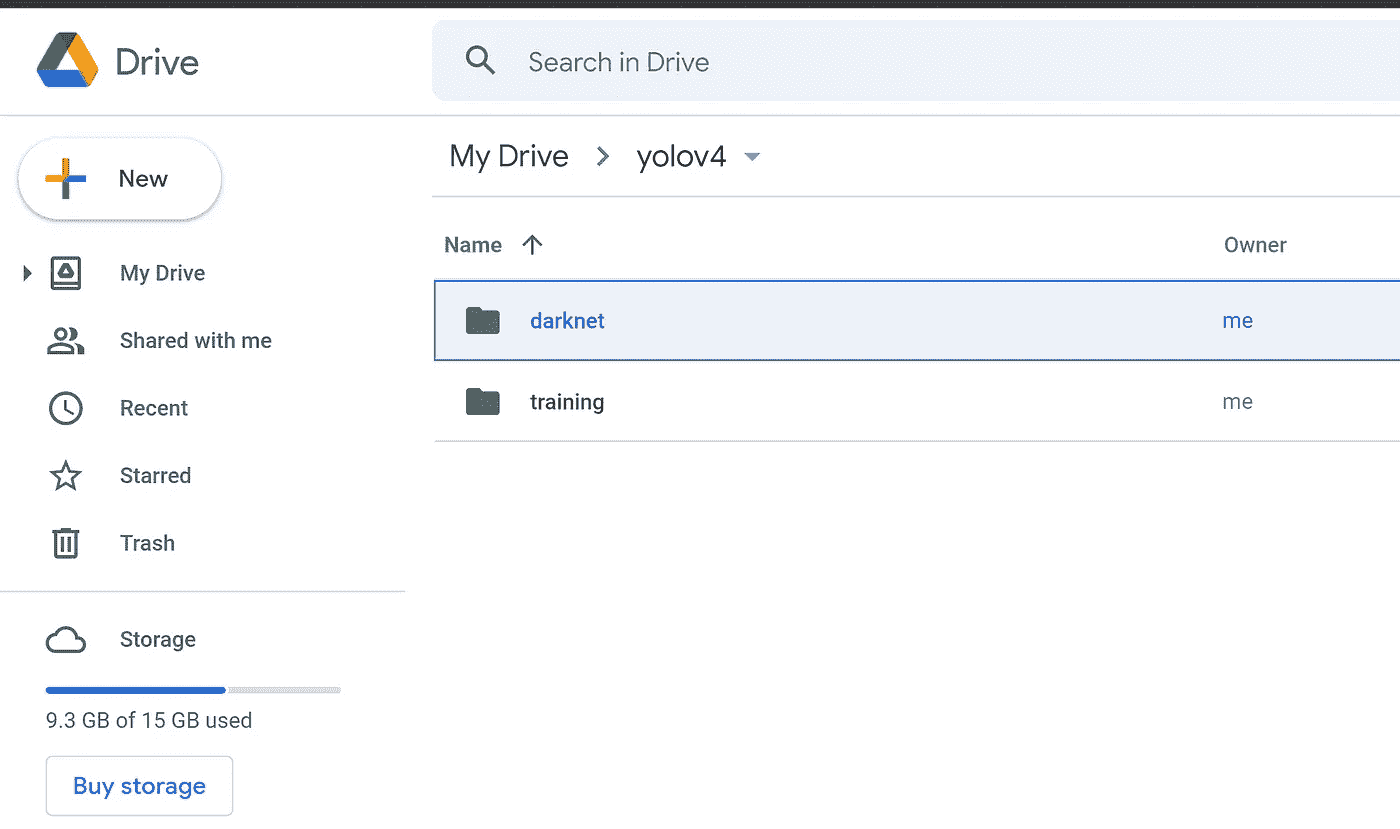 Drive
Search in Drive
New
My Drive > yolov4
My Drive
Shared with me
Recent
Starred
Trash
Storage
9.3 GB of 15 GB used
Buy storage
Name Owner
darknet me
training me